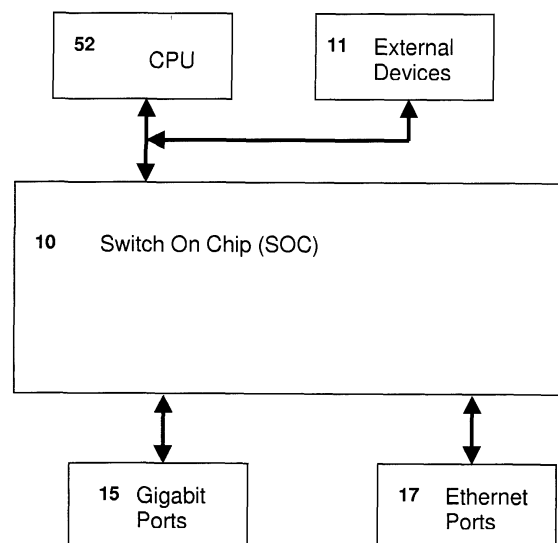 52 CPU
11 External
Devices
10 Switch On Chip (SOC)
15 Gigabit
Ports
17 Ethernet
Ports